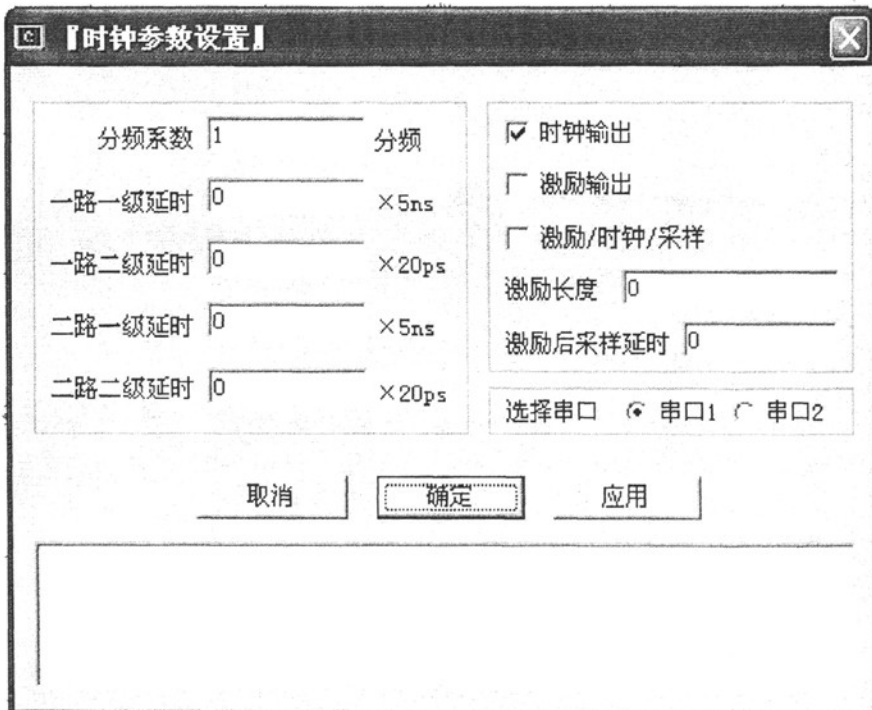 『时钟参数设置』
分频系数 1 分频
一路一级延时 0 ×5ns
一路二级延时 0 ×20ps
二路一级延时 0 ×5ns
二路二级延时 0 ×20ps
时钟输出
激励输出
激励/时钟/采样
激励长度 0
激励后采样延时 0
选择串口 串口1 串口2
取消 确定 应用